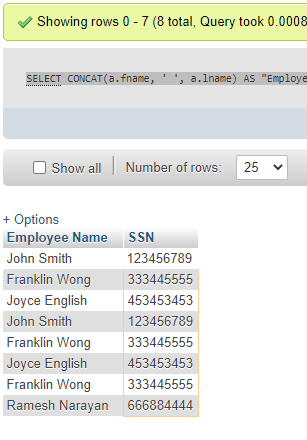 Showing rows 0 - 7 (8 total, Query took 0.0008
SELECT CONCAT(a.fname, ' ', a.lname) AS "Employe
Show all Number of rows: 25
+ Options
Employee Name SSN
John Smith 123456789
Franklin Wong 333445555
Joyce English 453453453
John Smith 123456789
Franklin Wong 333445555
Joyce English 453453453
Franklin Wong 333445555
Ramesh Narayan 666884444